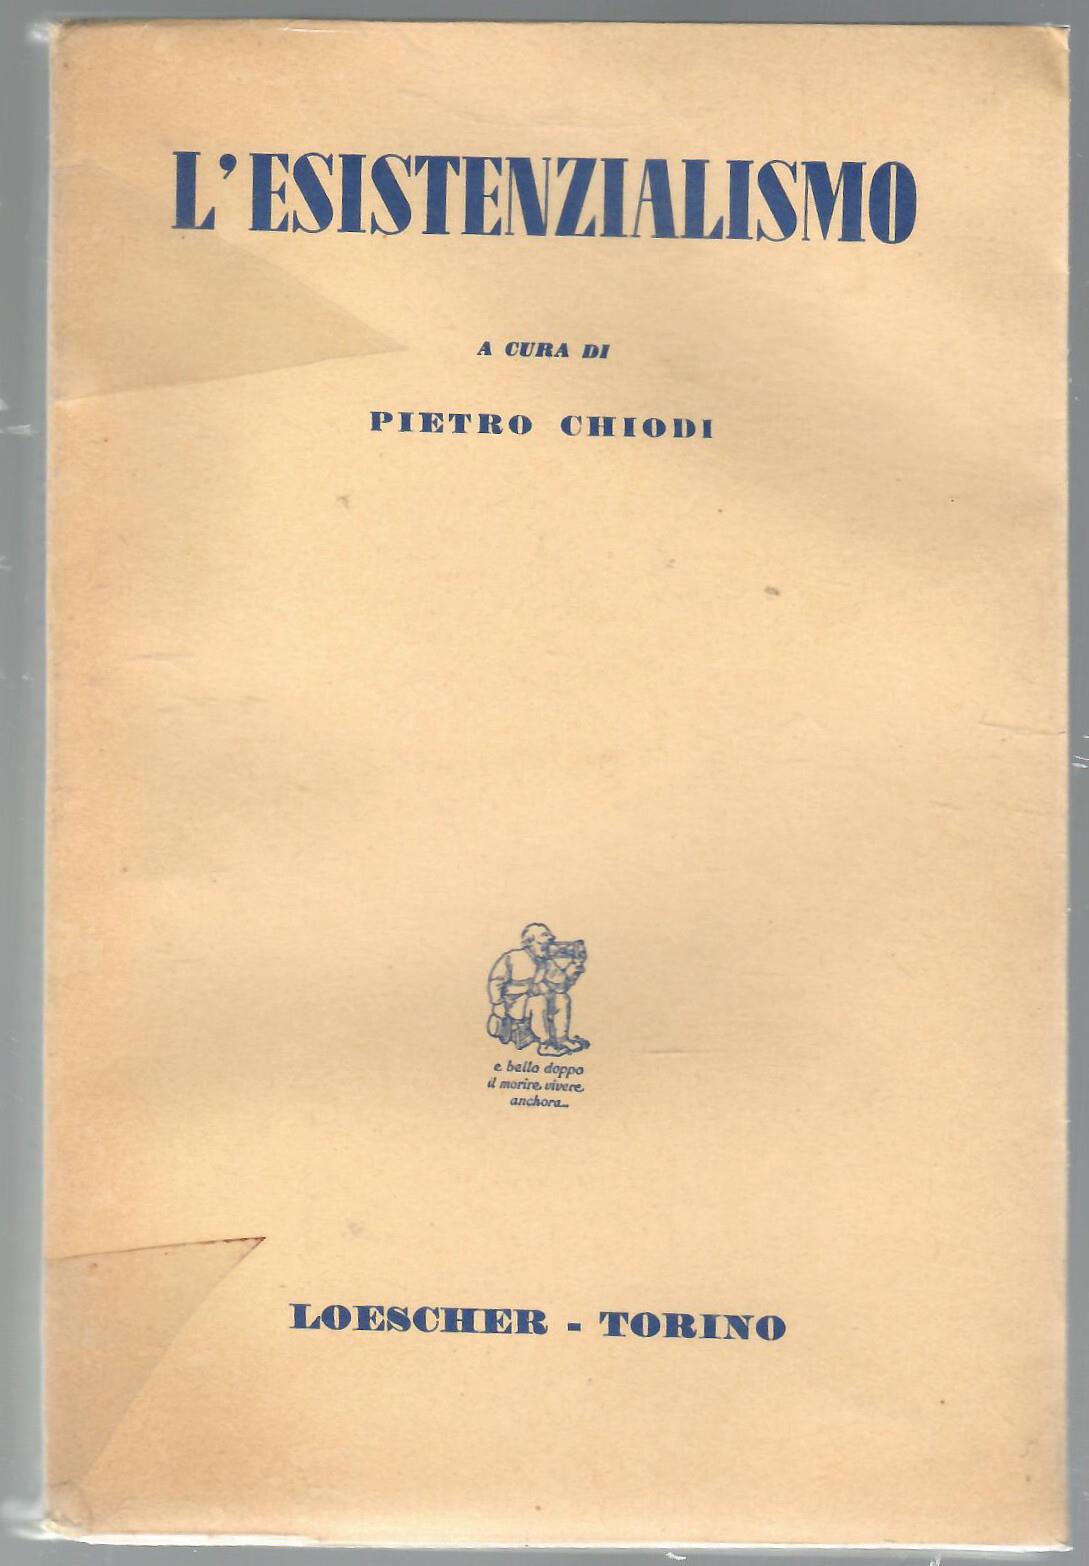 L'ESISTENZIALISMO
A CURA DI
PIETRO CHIODI
e bello doppo
il morire vivere
anchora...
LOESCHER - TORINO